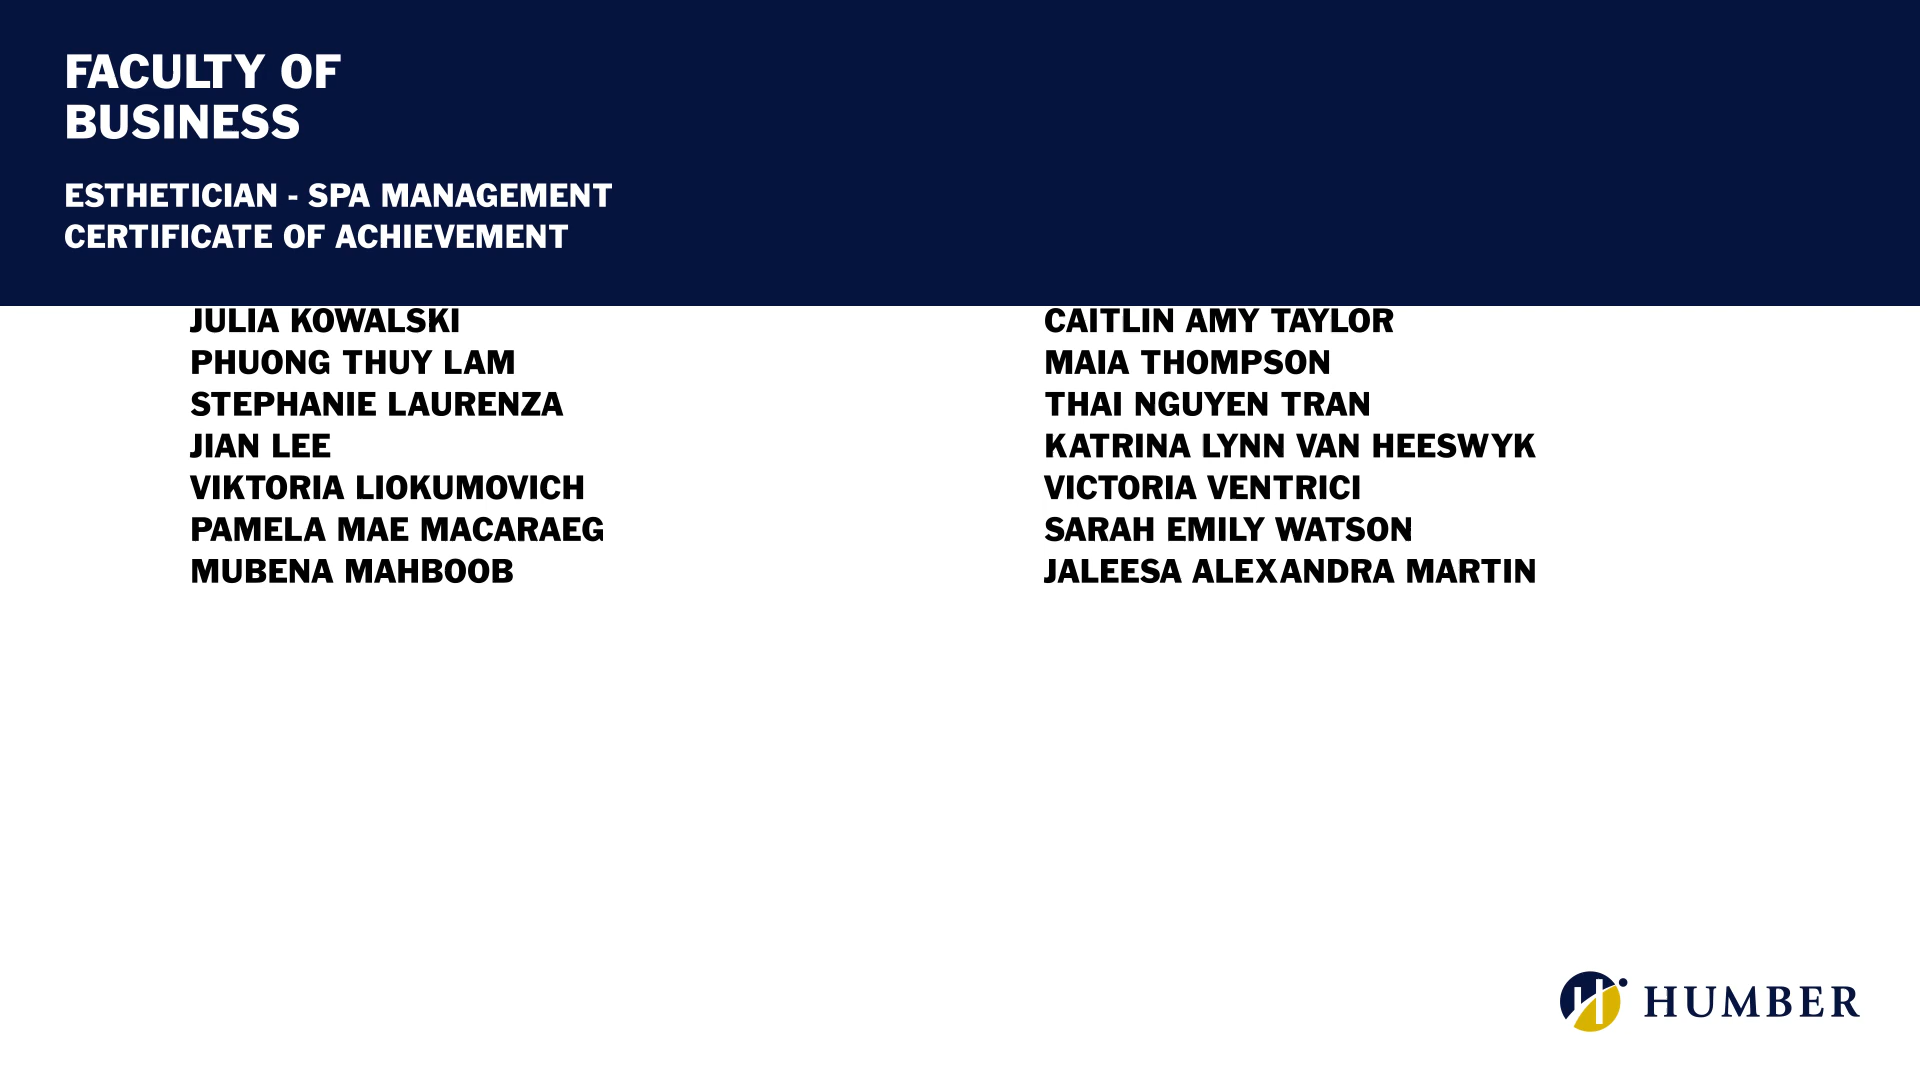 FACULTY OF
BUSINESS
ESTHETICIAN - SPA MANAGEMENT
CERTIFICATE OF ACHIEVEMENT
JULIA KOWALSKI
PHUONG THUY LAM
STEPHANIE LAURENZA
JIAN LEE
VIKTORIA LIOKUMOVICH
PAMELA MAE MACARAEG
MUBENA MAHBOOB
CAITLIN AMY TAYLOR
MAIA THOMPSON
THAI NGUYEN TRAN
KATRINA LYNN VAN HEESWYK
VICTORIA VENTRICI
SARAH EMILY WATSON
JALEESA ALEXANDRA MARTIN
HUMBER